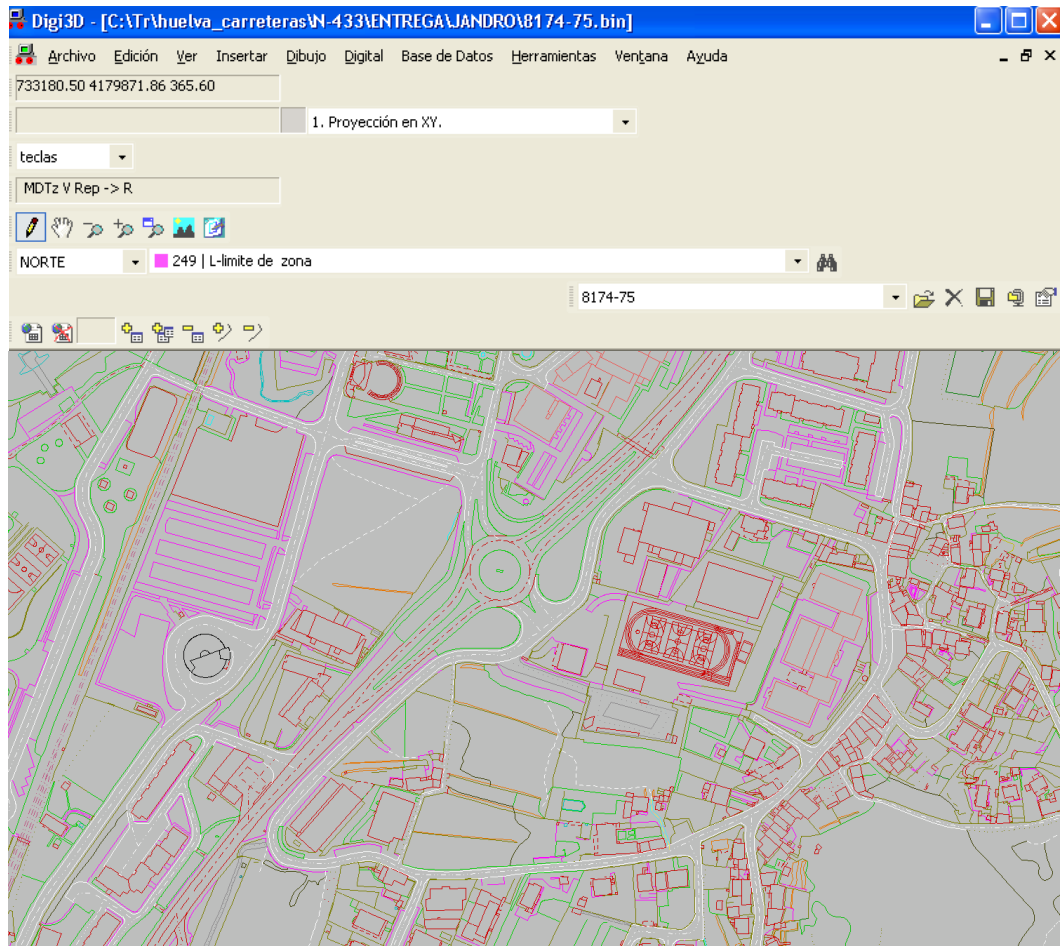 Digi3D - [C:\Tr\huelva_carreteras\N-433\ENTREGA\JANDRO\8174-75.bin]
Archivo Edición Ver Insertar Dibujo Digital Base de Datos Herramientas Ventana Ayuda
733180.50 4179871.86 365.60
1. Proyección en XY.
teclas
MDTz V Rep -> R
NORTE 249 | L-limite de zona
8174-75